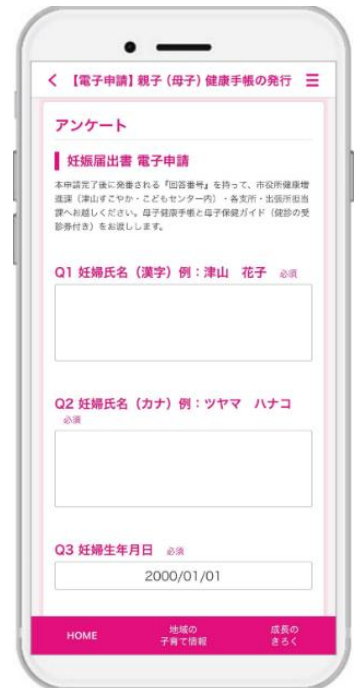 【電子申請】親子（母子）健康手帳の発行
アンケート
妊娠届出書 電子申請
本申請完了後に発番される『回答番号』を持って、市役所健康増
進課（津山すこやか・こどもセンター内）・各支所・出張所担当
課へお越しください。母子健康手帳と母子保健ガイド（健診の受
診券付き）をお渡しします。
Q1 妊婦氏名（漢字）例：津山　花子 必須
Q2 妊婦氏名（カナ）例：ツヤマ　ハナコ
必須
Q3 妊婦生年月日 必須
2000/01/01
HOME
地域の
子育て情報
成長の
きろく